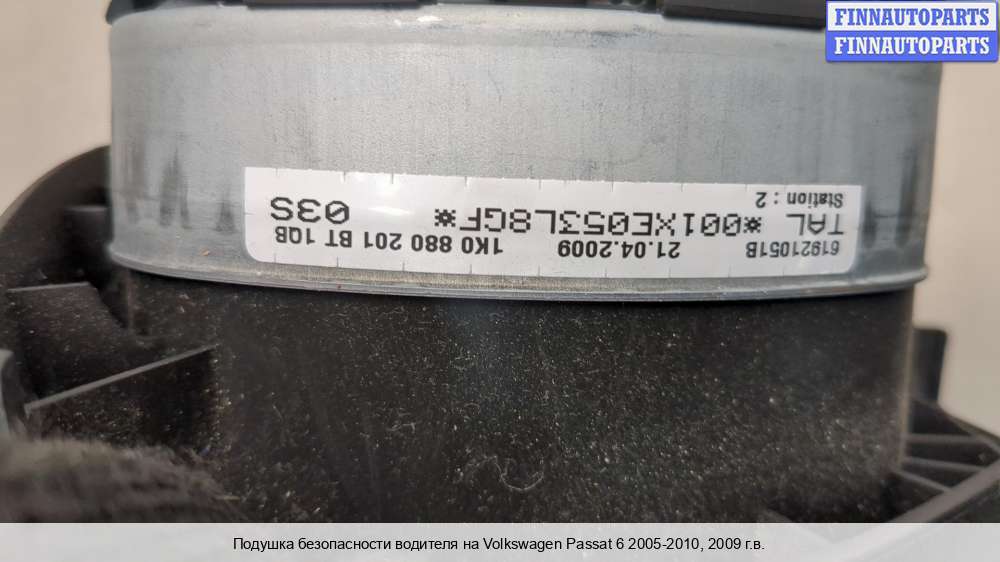 FINNAUTOPARTS
FINNAUTOPARTS
61921051B 21.04.2009 1K0 880 201 BT 1QB
TAL *001XE053L8GF* 03S
Station : 2
Подушка безопасности водителя на Volkswagen Passat 6 2005-2010, 2009 г.в.